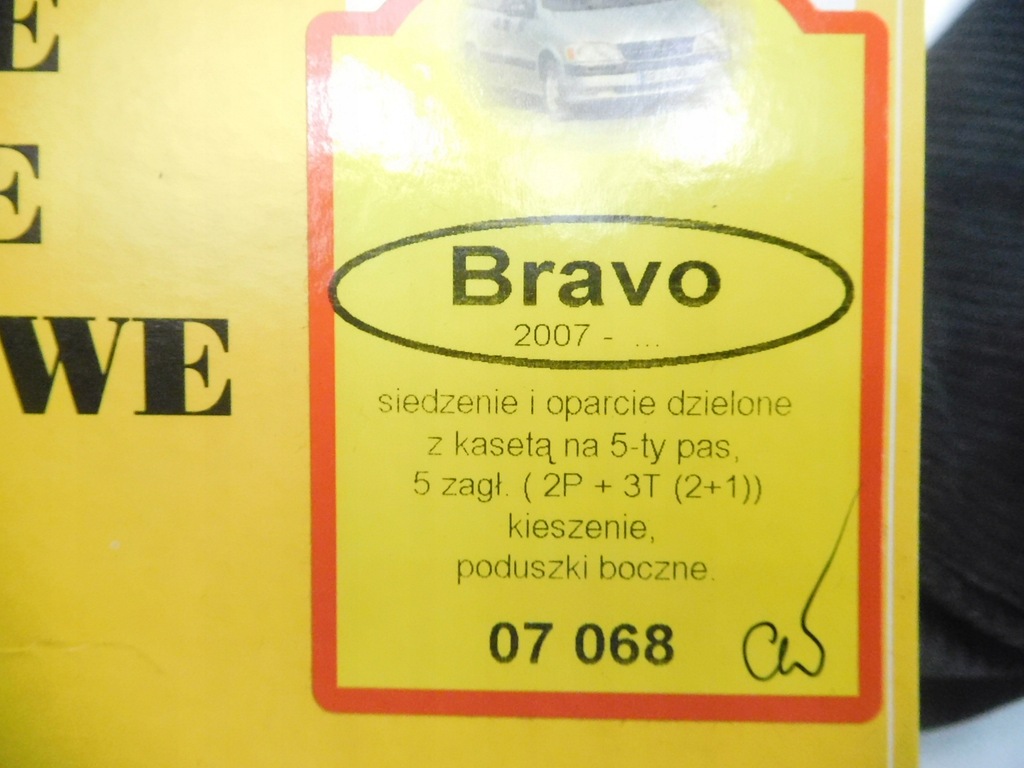 E
E
WE
Bravo
2007 - ...
siedzenie i oparcie dzielone
z kasetą na 5-ty pas,
5 zagł. ( 2P + 3T (2+1))
kieszenie,
poduszki boczne.
07 068